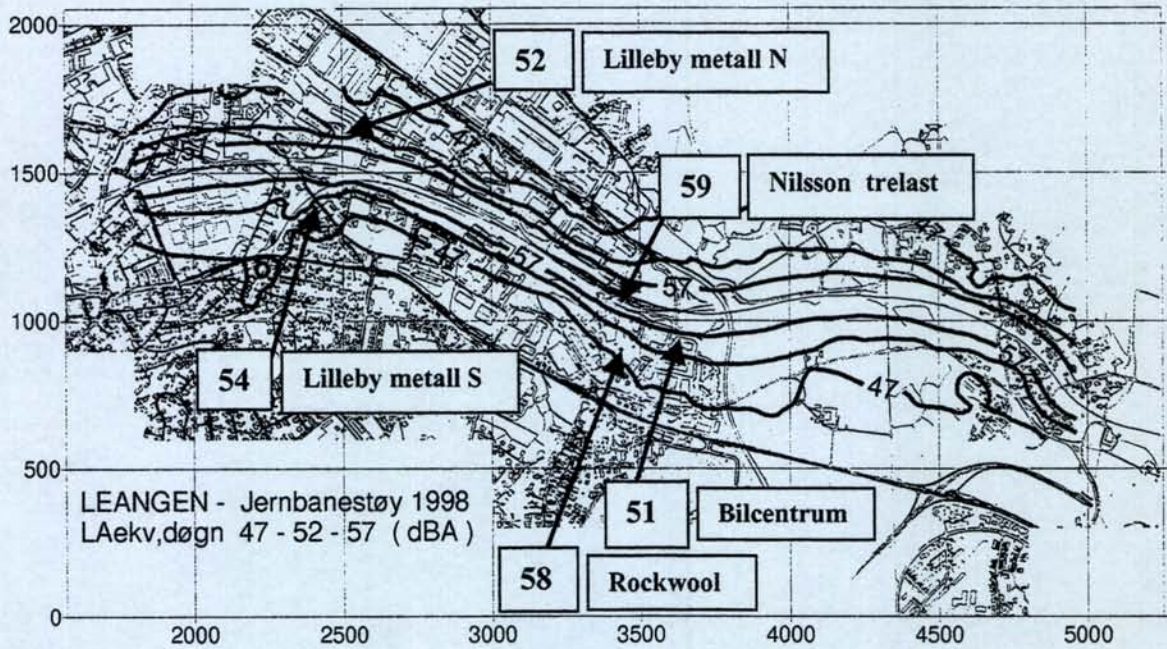 2000
52 Lilleby metall N
47
1500
59 Nilsson trelast
47
57
57
47
1000
57
54 Lilleby metall S
47
500
LEANGEN - Jernbanestøy 1998
LAekv,døgn 47 - 52 - 57 ( dBA )
51 Bilcentrum
58 Rockwool
0
2000 2500 3000 3500 4000 4500 5000